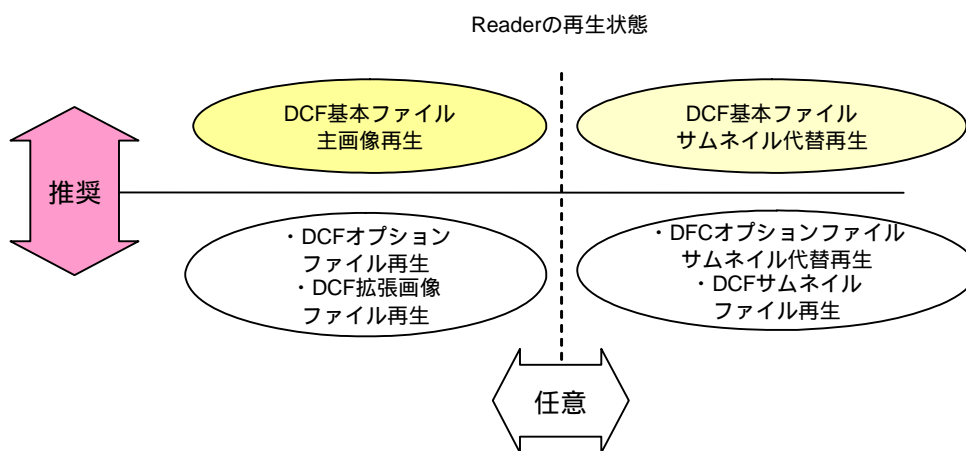 Readerの再生状態
DCF基本ファイル
主画像再生
DCF基本ファイル
サムネイル代替再生
推奨
・DCFオプション
ファイル再生
・DCF拡張画像
ファイル再生
・DFCオプションファイル
サムネイル代替再生
・DCFサムネイル
ファイル再生
任意